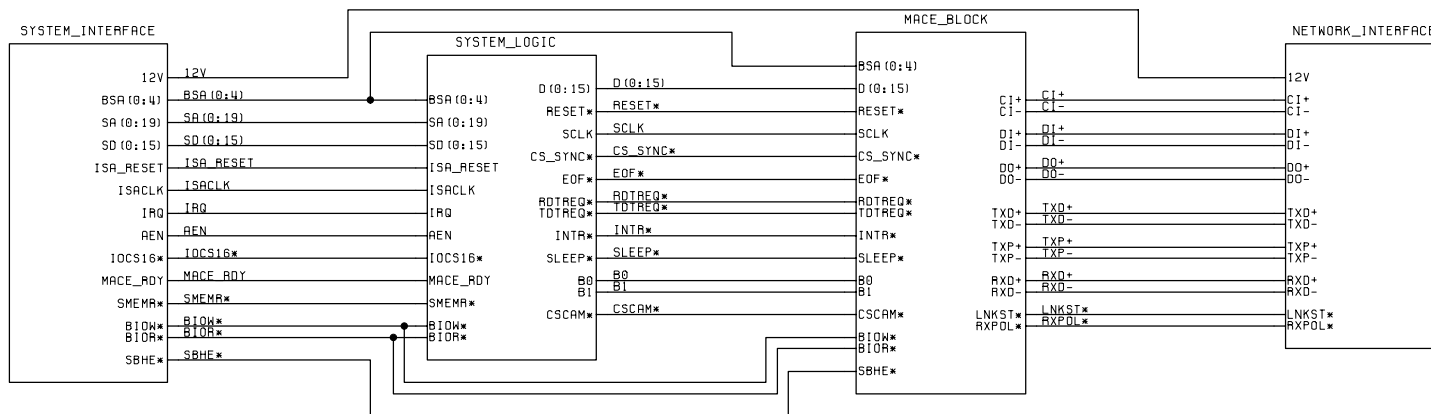 SYSTEM_INTERFACE
12V
BSA(0:4)
SA(0:19)
SD(0:15)
ISA_RESET
ISACLK
IRQ
AEN
IOCS16*
MACE_RDY
SMEMR*
BIOW*
BIOR*
SBHE*
12V
BSA(0:4)
SA(0:19)
SD(0:15)
ISA_RESET
ISACLK
IRQ
AEN
IOCS16*
MACE_RDY
SMEMR*
BIOW*
BIOR*
SBHE*
SYSTEM_LOGIC
BSA(0:4)
SA(0:19)
SD(0:15)
ISA_RESET
ISACLK
IRQ
AEN
IOCS16*
MACE_RDY
SMEMR*
BIOW*
BIOR*
D(0:15)
RESET*
SCLK
CS_SYNC*
EOF*
RDTREQ*
TDTREQ*
INTR*
SLEEP*
B0
B1
CSCAM*
D(0:15)
RESET*
SCLK
CS_SYNC*
EOF*
RDTREQ*
TDTREQ*
INTR*
SLEEP*
B0
B1
CSCAM*
MACE_BLOCK
BSA(0:4)
D(0:15)
RESET*
SCLK
CS_SYNC*
EOF*
RDTREQ*
TDTREQ*
INTR*
SLEEP*
B0
B1
CSCAM*
BIOW*
BIOR*
SBHE*
CI+
CI-
DI+
DI-
DO+
DO-
TXD+
TXD-
TXP+
TXP-
RXD+
RXD-
LNKST*
RXPOL*
CI+
CI-
DI+
DI-
DO+
DO-
TXD+
TXD-
TXP+
TXP-
RXD+
RXD-
LNKST*
RXPOL*
NETWORK_INTERFACE
12V
CI+
CI-
DI+
DI-
DO+
DO-
TXD+
TXD-
TXP+
TXP-
RXD+
RXD-
LNKST*
RXPOL*